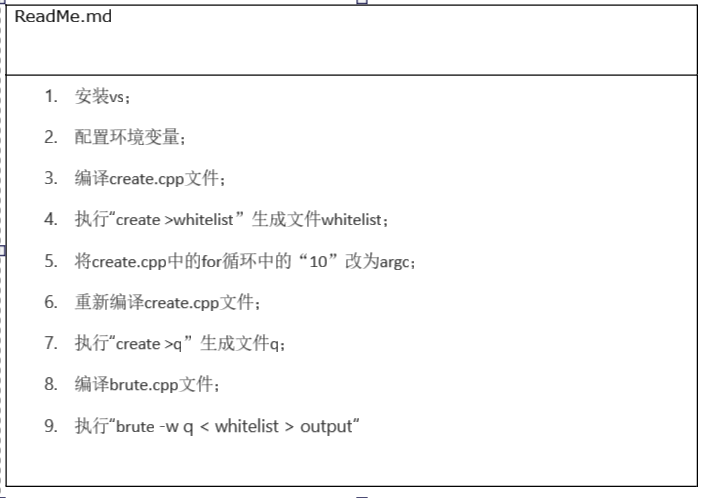 ReadMe.md
1. 安装vs；
2. 配置环境变量；
3. 编译create.cpp文件；
4. 执行“create >whitelist”生成文件whitelist；
5. 将create.cpp中的for循环中的“10”改为argc；
6. 重新编译create.cpp文件；
7. 执行“create >q”生成文件q；
8. 编译brute.cpp文件；
9. 执行“brute -w q < whitelist > output”